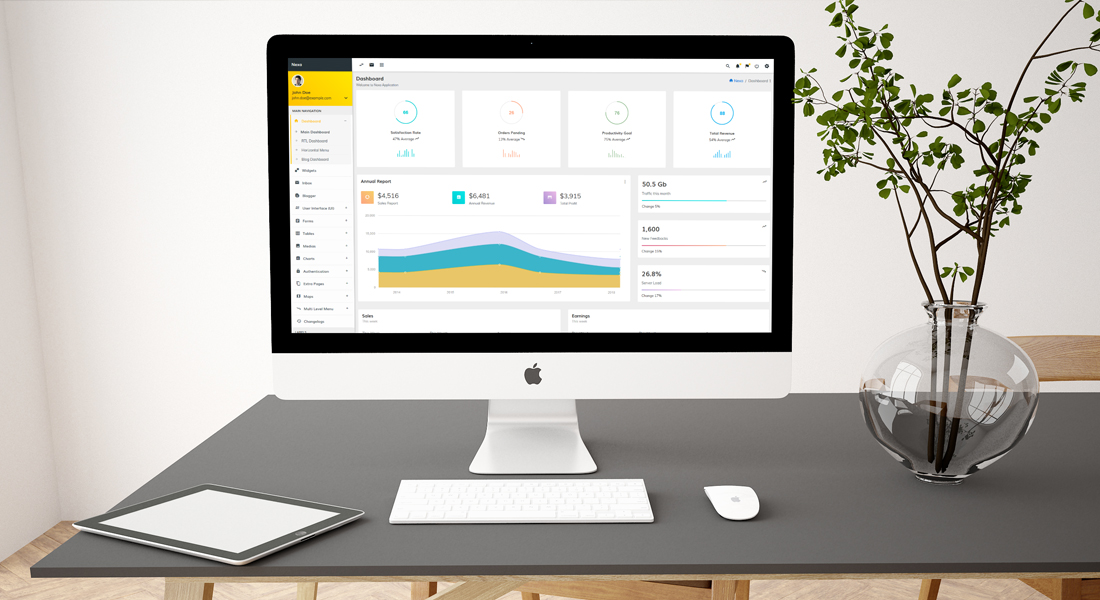 Nexa
John Doe
john.doe@example.com
MAIN NAVIGATION
Dashboard
Main Dashboard
RTL Dashboard
Horizontal Menu
Blog Dashboard
Widgets
Inbox
Blogger
User Interface (UI)
Forms
Tables
Medias
Charts
Authentication
Extra Pages
Maps
Multi Level Menu
Changelogs
Dashboard
Welcome to Nexa Application
Nexa / Dashboard 1
Satisfaction Rate
47% Average
Orders Pending
13% Average
Productivity Goal
75% Average
Total Revenue
54% Average
Annual Report
$4,516
Sales Report
$6,481
Annual Revenue
$3,915
Total Profit
50.5 Gb
Traffic this month
Change 5%
1,600
New Feedbacks
Change 15%
26.8%
Server Load
Change 17%
Sales
This week
Earnings
This week